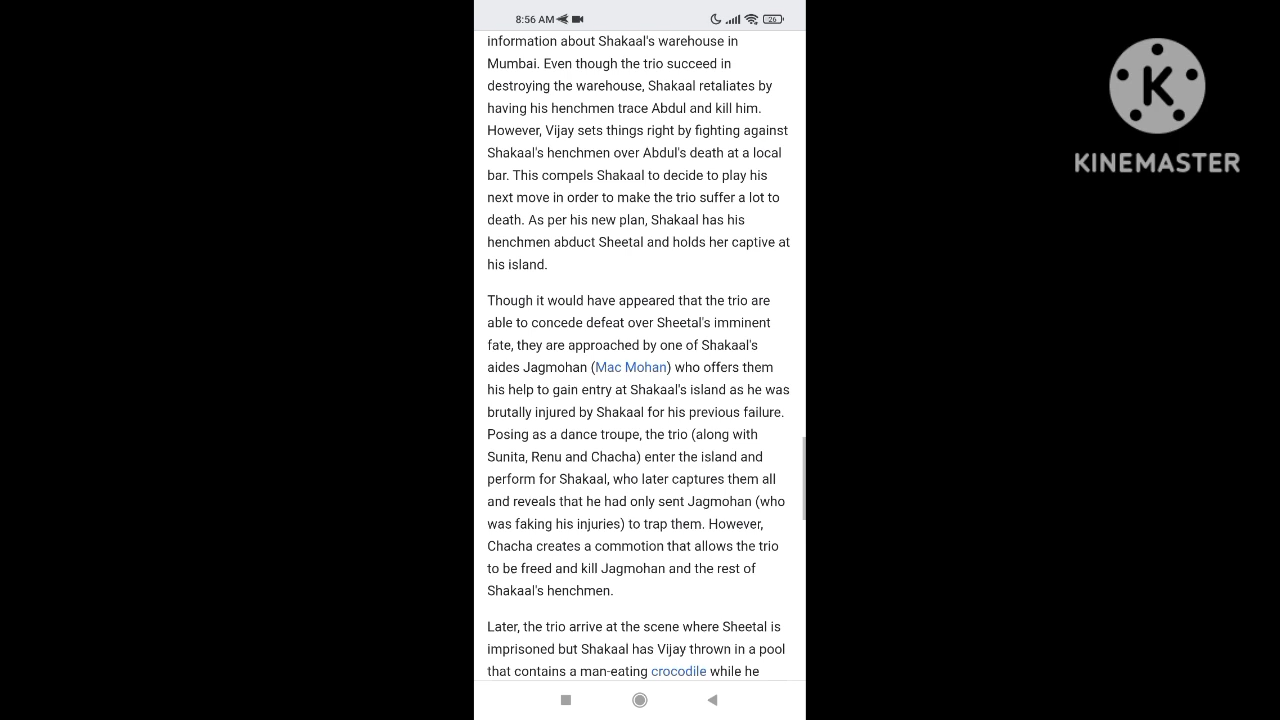 8:56 AM
26
information about Shakaal's warehouse in
Mumbai. Even though the trio succeed in
destroying the warehouse, Shakaal retaliates by
having his henchmen trace Abdul and kill him.
However, Vijay sets things right by fighting against
Shakaal's henchmen over Abdul's death at a local
bar. This compels Shakaal to decide to play his
next move in order to make the trio suffer a lot to
death. As per his new plan, Shakaal has his
henchmen abduct Sheetal and holds her captive at
his island.
Though it would have appeared that the trio are
able to concede defeat over Sheetal's imminent
fate, they are approached by one of Shakaal's
aides Jagmohan (Mac Mohan) who offers them
his help to gain entry at Shakaal's island as he was
brutally injured by Shakaal for his previous failure.
Posing as a dance troupe, the trio (along with
Sunita, Renu and Chacha) enter the island and
perform for Shakaal, who later captures them all
and reveals that he had only sent Jagmohan (who
was faking his injuries) to trap them. However,
Chacha creates a commotion that allows the trio
to be freed and kill Jagmohan and the rest of
Shakaal's henchmen.
Later, the trio arrive at the scene where Sheetal is
imprisoned but Shakaal has Vijay thrown in a pool
that contains a man-eating crocodile while he
K
KINEMASTER